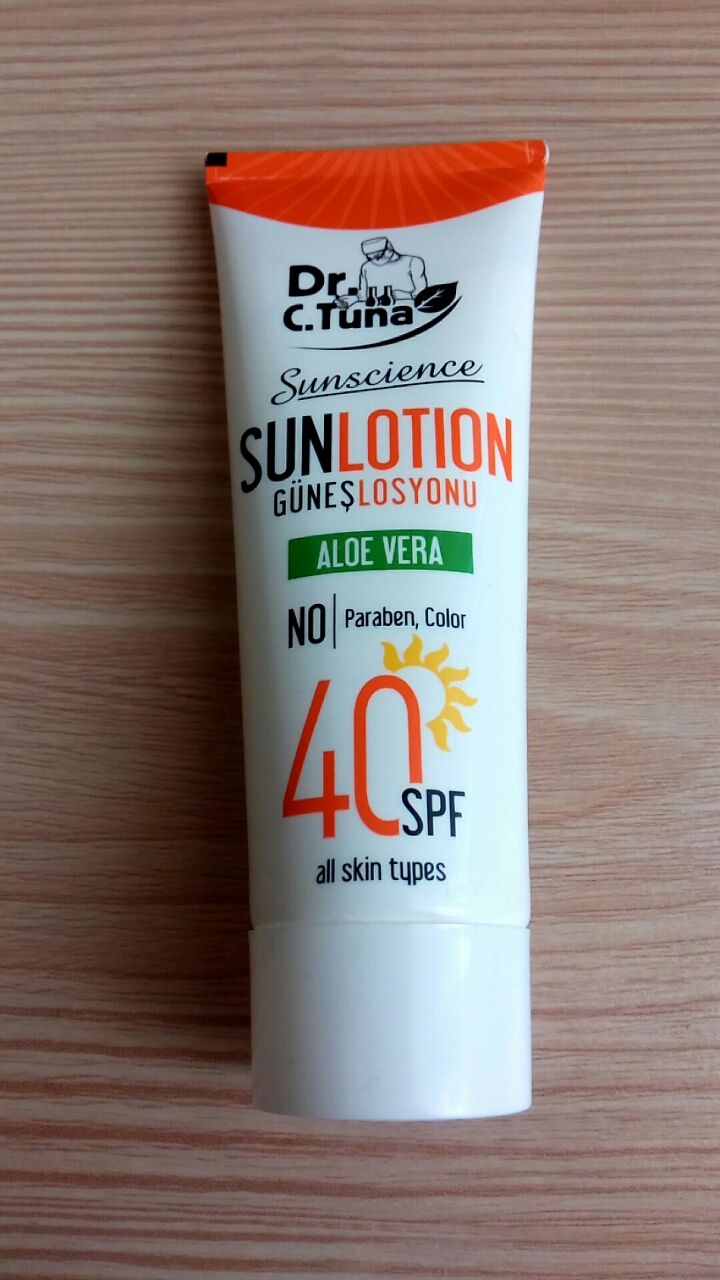 Dr.
C.Tuna
Sunscience
SUNLOTION
GÜNEŞLOSYONU
ALOE VERA
NO Paraben, Color
40SPF
all skin types